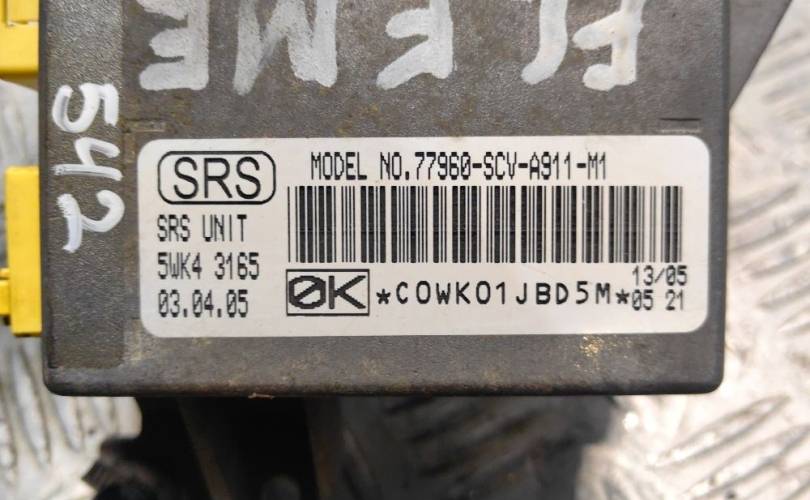 ELEME
542
SRS
MODEL NO.77960-SCV-A911-M1
SRS UNIT
5WK4 3165
03.04.05
0K
*C0WK01JBD5M*
13/05
05 21